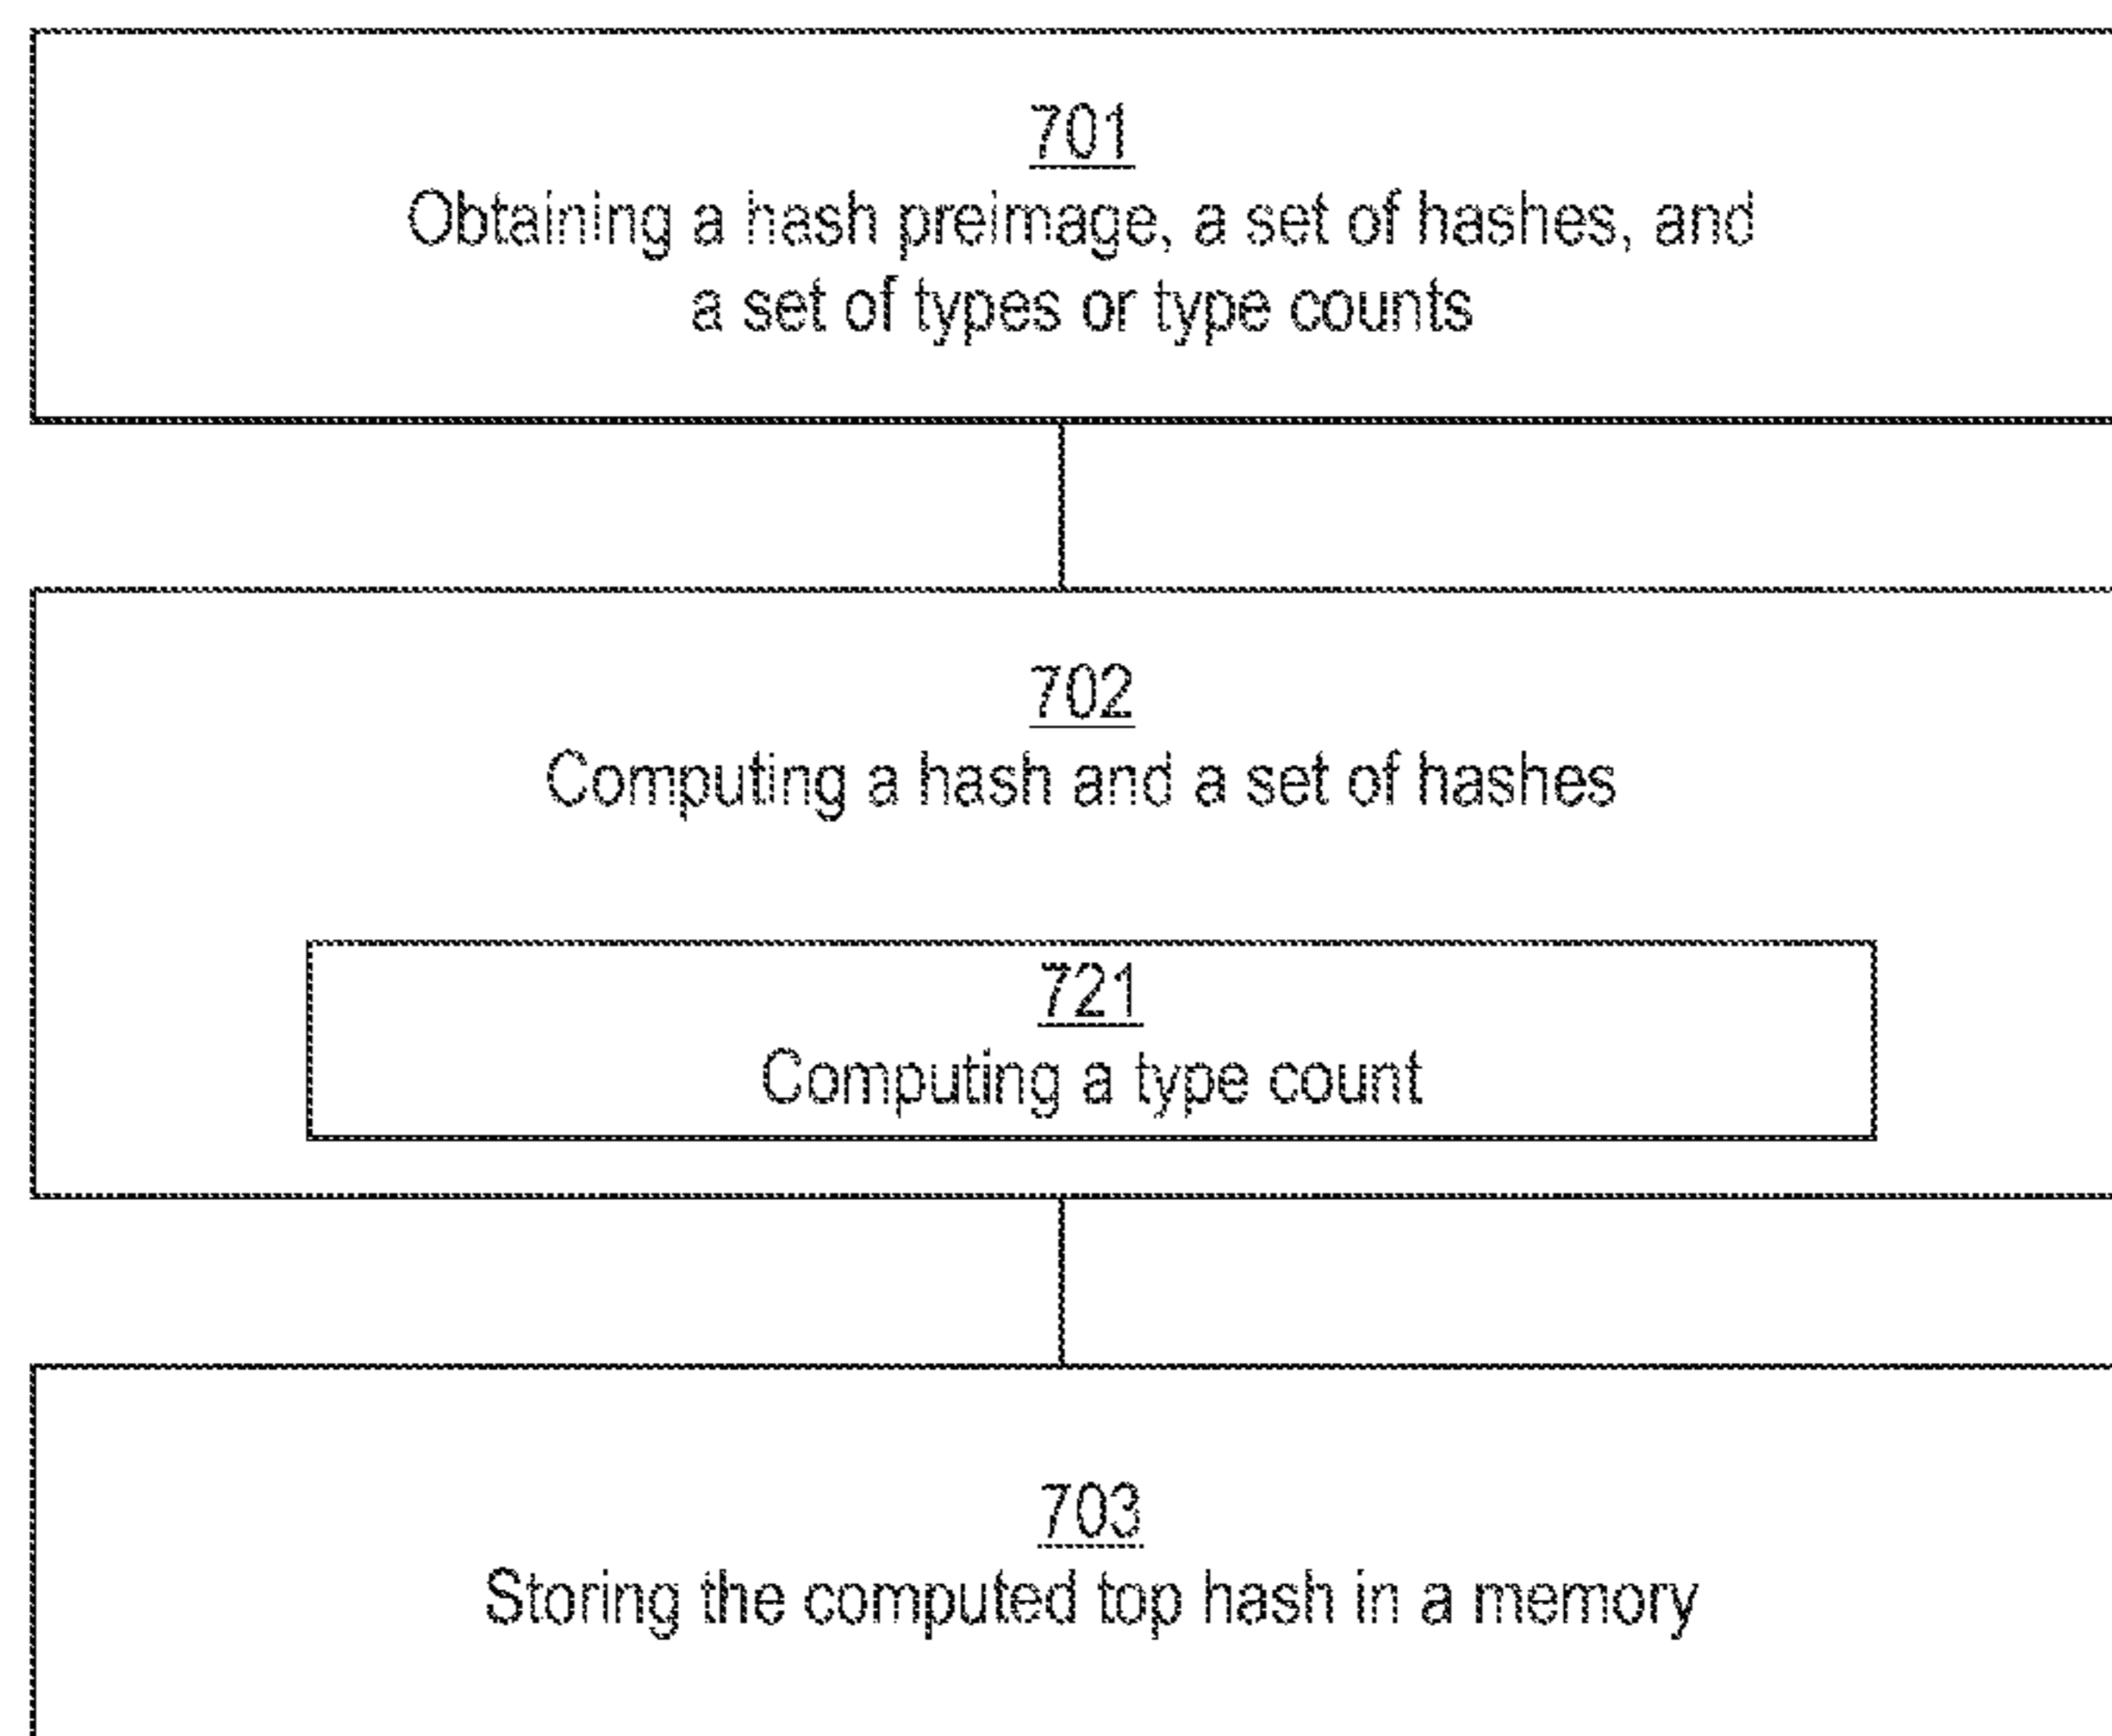 701
Obtaining a hash preimage, a set of hashes, and
a set of types or type counts
702
Computing a hash and a set of hashes
721
Computing a type count
703
Storing the computed top hash in a memory